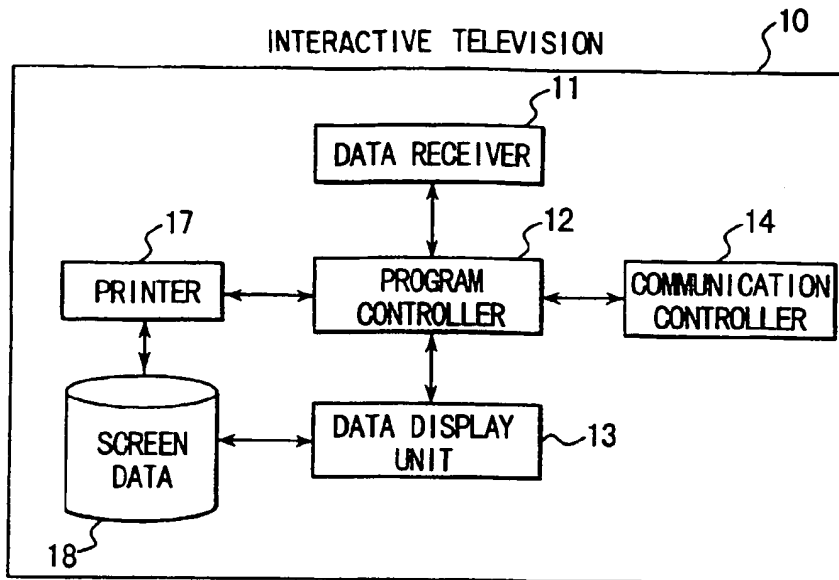 INTERACTIVE TELEVISION
10
11
DATA RECEIVER
17
12
14
PRINTER
PROGRAM
CONTROLLER
COMMUNICATION
CONTROLLER
SCREEN
DATA
DATA DISPLAY
UNIT
13
18